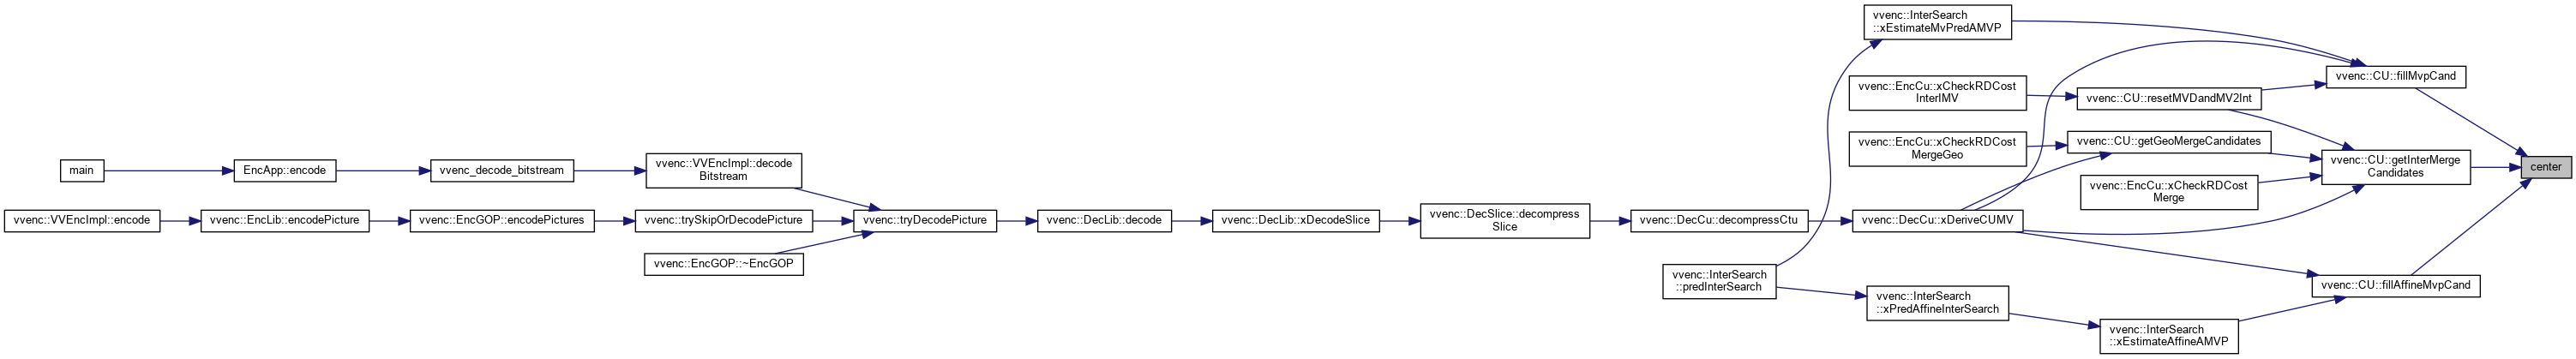 vvenc::InterSearch
::xEstimateMvPredAMVP
vvenc::CU::fillMvpCand
vvenc::EncCu::xCheckRDCost
InterIMV
vvenc::CU::resetMVDandMV2Int
vvenc::EncCu::xCheckRDCost
MergeGeo
vvenc::CU::getGeoMergeCandidates
vvenc::CU::getInterMerge
Candidates
center
main
EncApp::encode
vvenc_decode_bitstream
vvenc::VVEncImpl::decode
Bitstream
vvenc::EncCu::xCheckRDCost
Merge
vvenc::VVEncImpl::encode
vvenc::EncLib::encodePicture
vvenc::EncGOP::encodePictures
vvenc::trySkipOrDecodePicture
vvenc::tryDecodePicture
vvenc::DecLib::decode
vvenc::DecLib::xDecodeSlice
vvenc::DecSlice::decompress
Slice
vvenc::DecCu::decompressCtu
vvenc::DecCu::xDeriveCUMV
vvenc::EncGOP::~EncGOP
vvenc::InterSearch
::predInterSearch
vvenc::InterSearch
::xPredAffineInterSearch
vvenc::CU::fillAffineMvpCand
vvenc::InterSearch
::xEstimateAffineAMVP